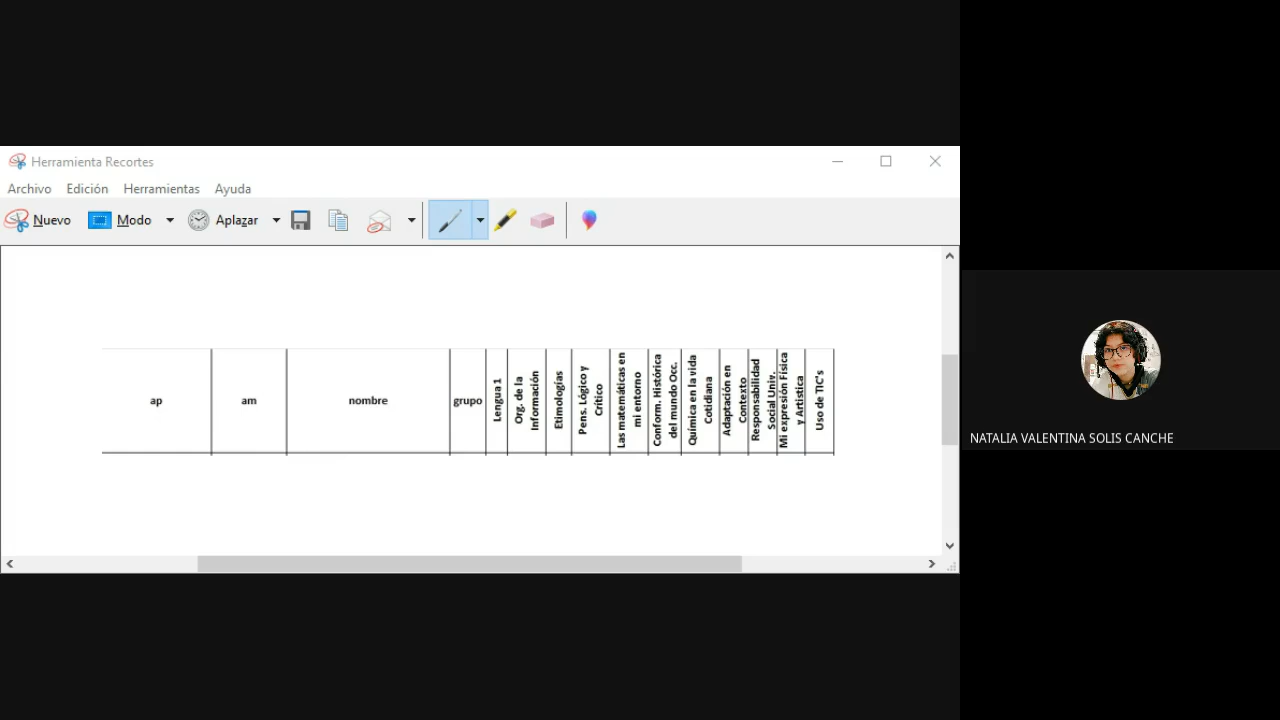 Herramienta Recortes
Archivo Edición Herramientas Ayuda
Nuevo Modo Aplazar
ap
am
nombre
grupo
Lengua 1
Org. de la
Información
Etimologías
Pens. Lógico y
Crítico
Las matemáticas en
mi entorno
Conform. Histórica
del mundo Occ.
Química en la vida
Cotidiana
Adaptación en
Contexto
Responsabilidad
Social Univ.
Mi expresión Física
y Artistica
Uso de TIC's
NATALIA VALENTINA SOLIS CANCHE